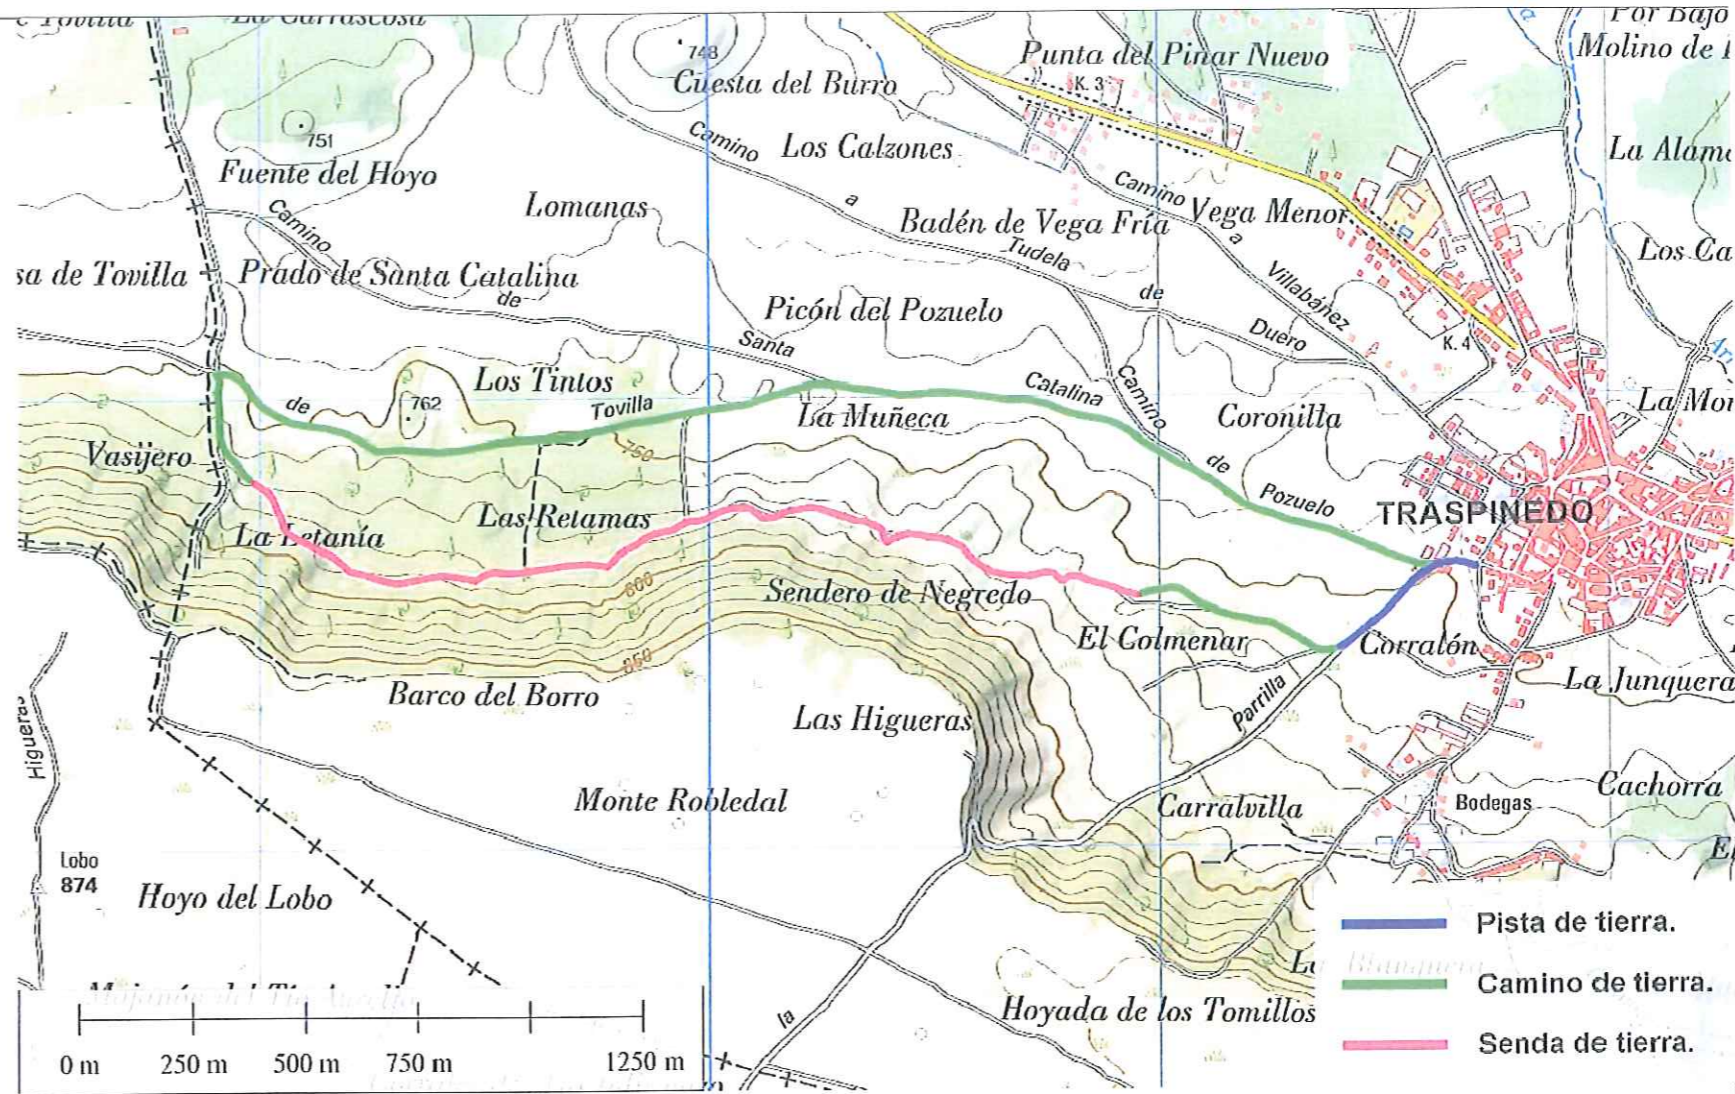 La Carrascosa
Por Bajo
Molino de
Punta del Pinar Nuevo
748
Cuesta del Burro
K. 3
751
Camino
Los Calzones
Fuente del Hoyo
Camino
a
Camino
Vega Menor
Lomanas
Badén de Vega Fría
a
Tudela
sa de Tovilla
Prado de Santa Catalina
de
Villabáñez
de
Picón del Pozuelo
Duero
K. 4
Santa
Los Tintos
de
762
Tovilla
Camino
Catalina
La Muñeca
Coronilla
Vasijero
750
de
Pozuelo
TRASPINEDO
Las Retamas
La Letanía
800
Sendero de Negredo
El Colmenar
Corralón
850
La Junquera
Barco del Borro
Parrilla
Las Higueras
Higueras
Monte Robledal
Carralvilla
Bodegas
Cachorra
Lobo
874
Hoyo del Lobo
Pista de tierra.
Camino de tierra.
Hoyada de los Tomillos
la
Senda de tierra.
0 m
250 m
500 m
750 m
1250 m